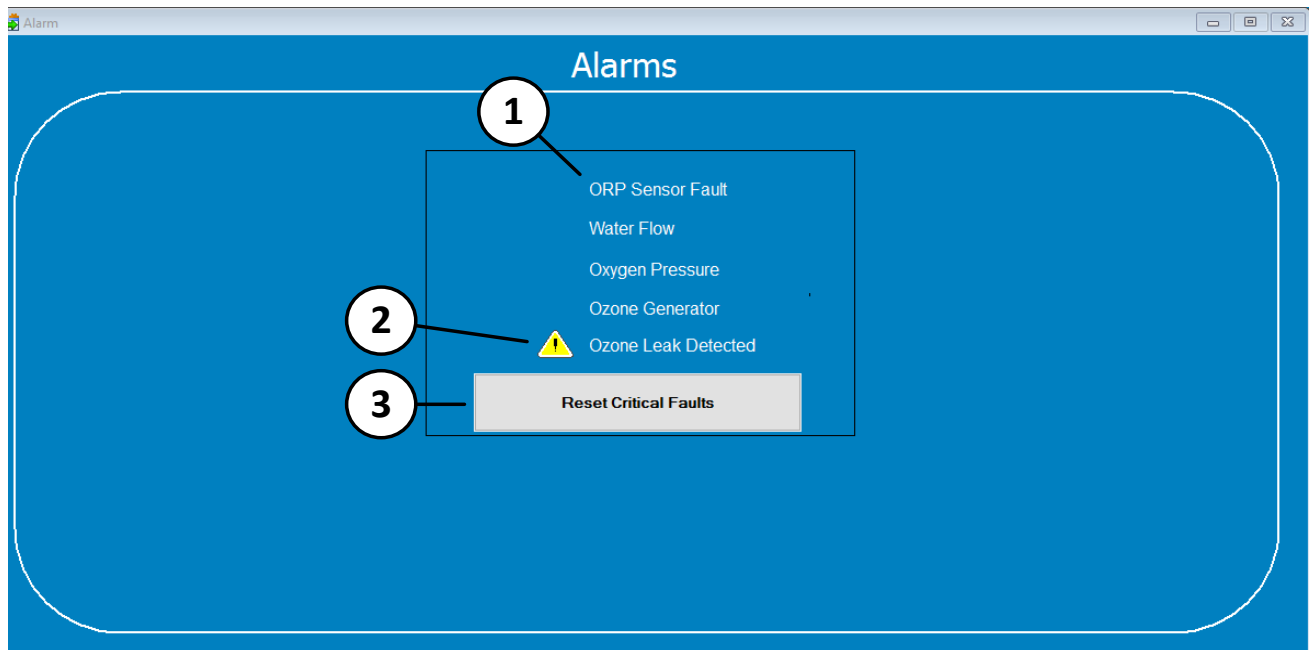 Alarm
Alarms
1
ORP Sensor Fault
Water Flow
Oxygen Pressure
Ozone Generator
2
Ozone Leak Detected
3
Reset Critical Faults